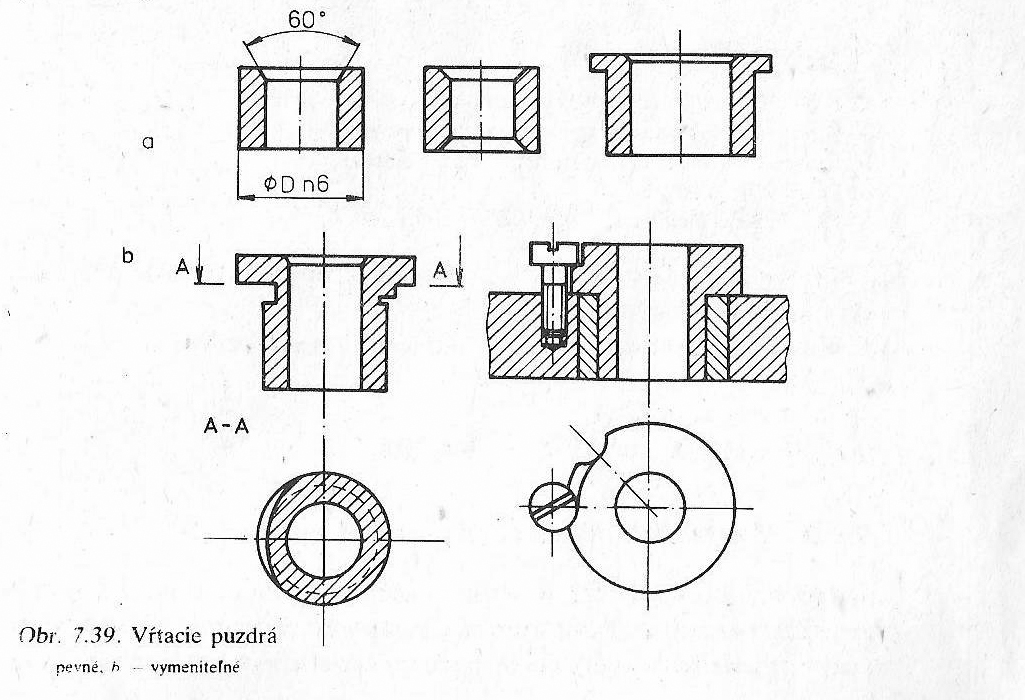 60°
a
ϕD n6
b
A
A
A-A
Obr. 7.39. Vŕtacie puzdrá
pevné, b – vymeniteľné